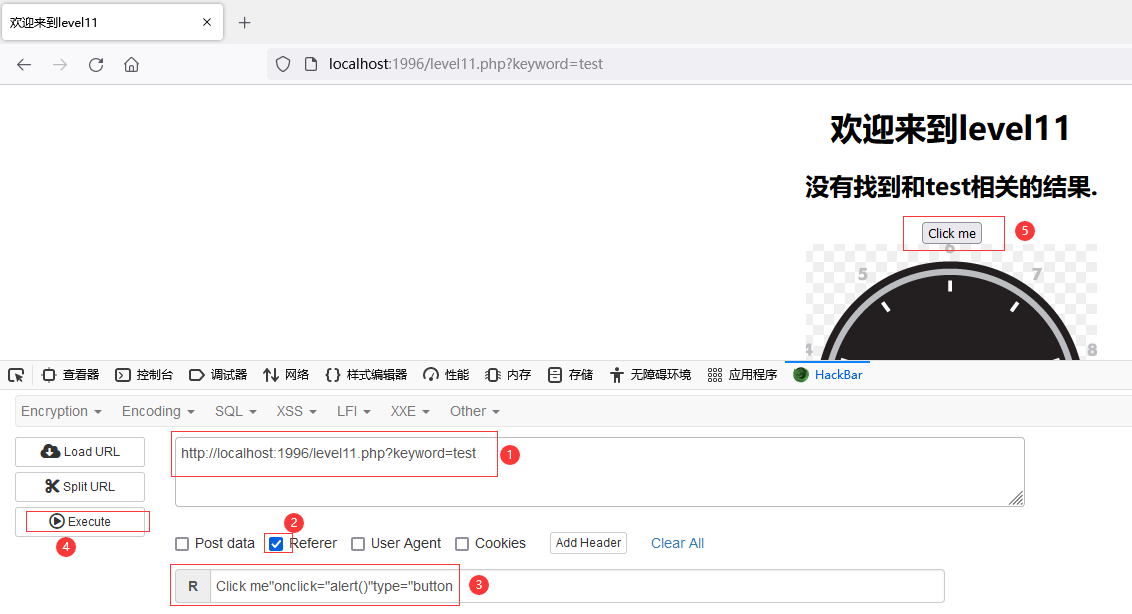 欢迎来到level11
localhost:1996/level11.php?keyword=test
欢迎来到level11
没有找到和test相关的结果.
Click me
5
6
5
7
4
8
查看器 控制台 调试器 网络 样式编辑器 性能 内存 存储 无障碍环境 应用程序 HackBar
Encryption Encoding SQL XSS LFI XXE Other
Load URL
http://localhost:1996/level11.php?keyword=test
1
Split URL
Execute
2
4
Post data Referer User Agent Cookies Add Header Clear All
R Click me"onclick="alert()"type="button
3